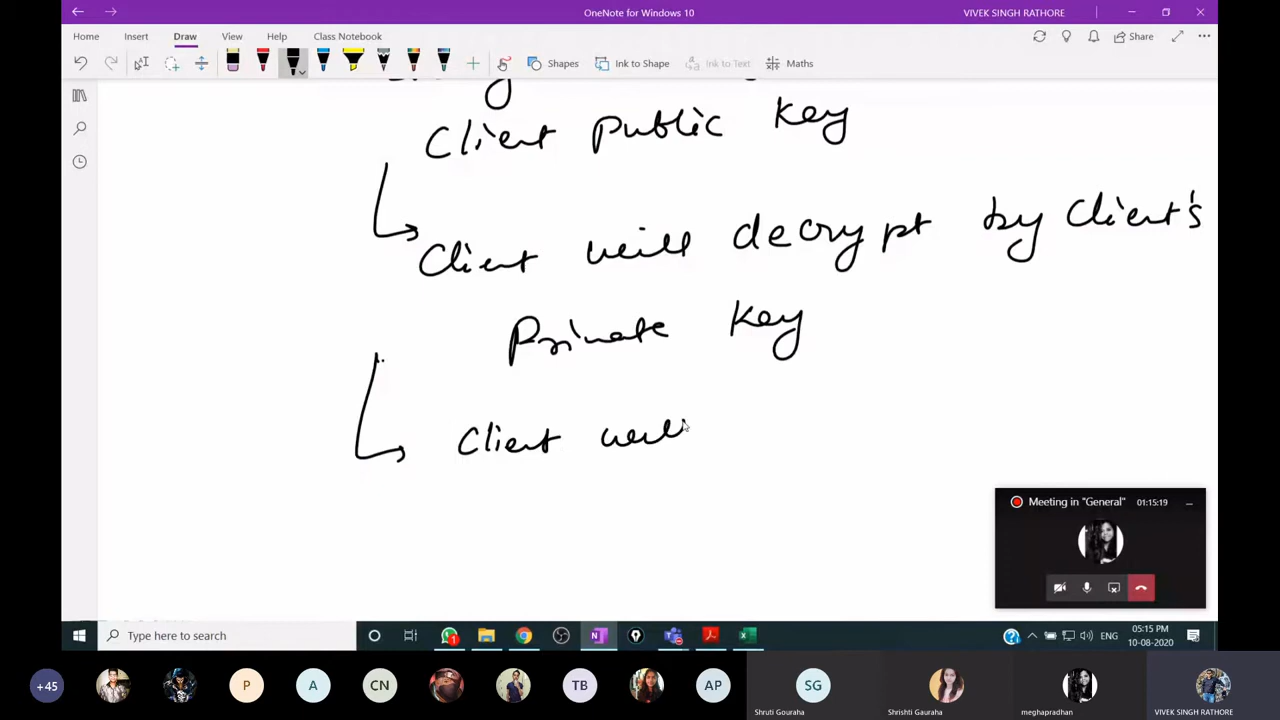 OneNote for Windows 10
VIVEK SINGH RATHORE
Home Insert Draw View Help Class Notebook
Share
Shapes Ink to Shape Ink to Text Maths
Client Public Key
Client will decrypt by Client's
Private Key
Client will
Meeting in "General" 01:15:19
Type here to search
1
ENG
05:15 PM
10-08-2020
+45 P A CN TB AP SG
Shruti Gouraha Shrishti Gauraha meghapradhan VIVEK SINGH RATHORE